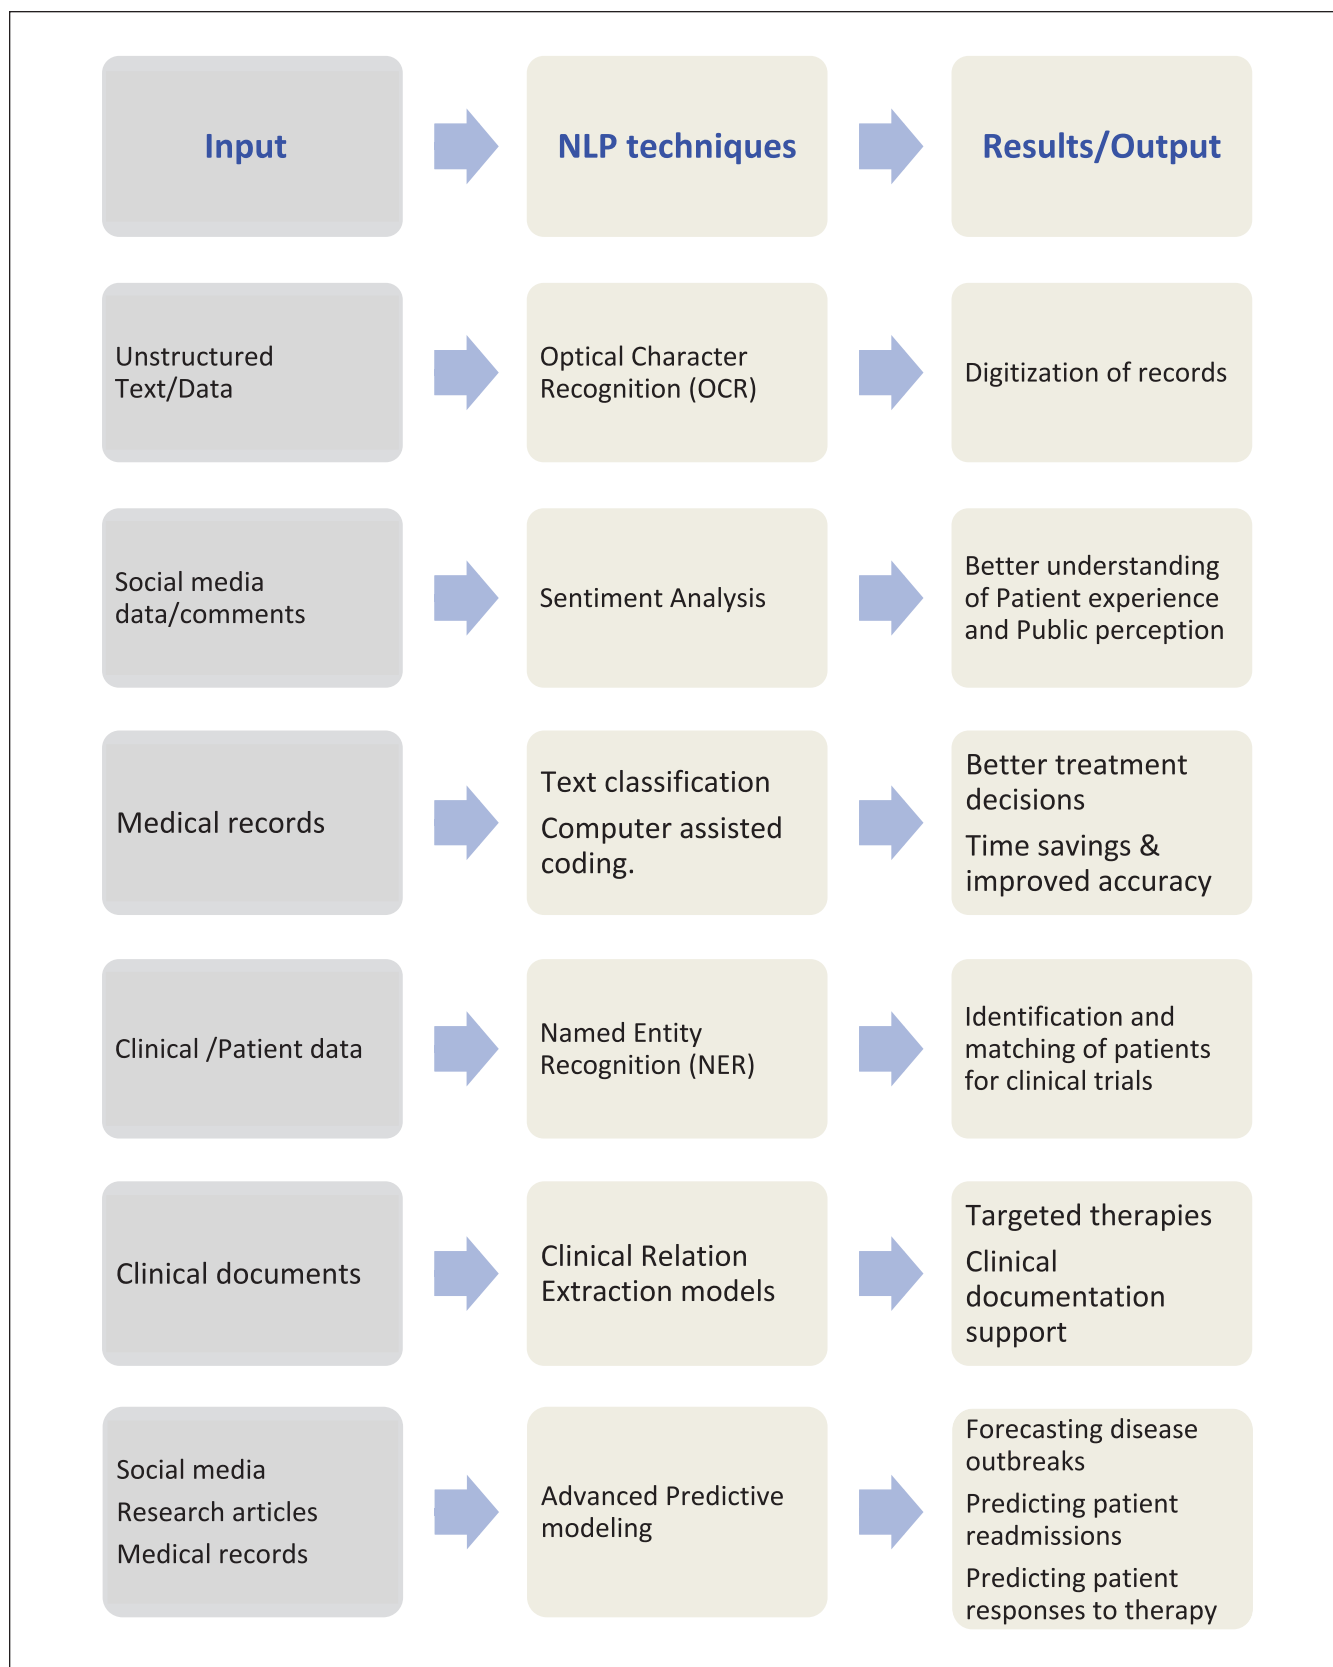 Input
NLP techniques
Results/Output
Unstructured
Text/Data
Optical Character
Recognition (OCR)
Digitization of records
Social media
data/comments
Sentiment Analysis
Better understanding
of Patient experience
and Public perception
Medical records
Text classification
Computer assisted
coding.
Better treatment
decisions
Time savings &
improved accuracy
Clinical /Patient data
Named Entity
Recognition (NER)
Identification and
matching of patients
for clinical trials
Clinical documents
Clinical Relation
Extraction models
Targeted therapies
Clinical
documentation
support
Social media
Research articles
Medical records
Advanced Predictive
modeling
Forecasting disease
outbreaks
Predicting patient
readmissions
Predicting patient
responses to therapy